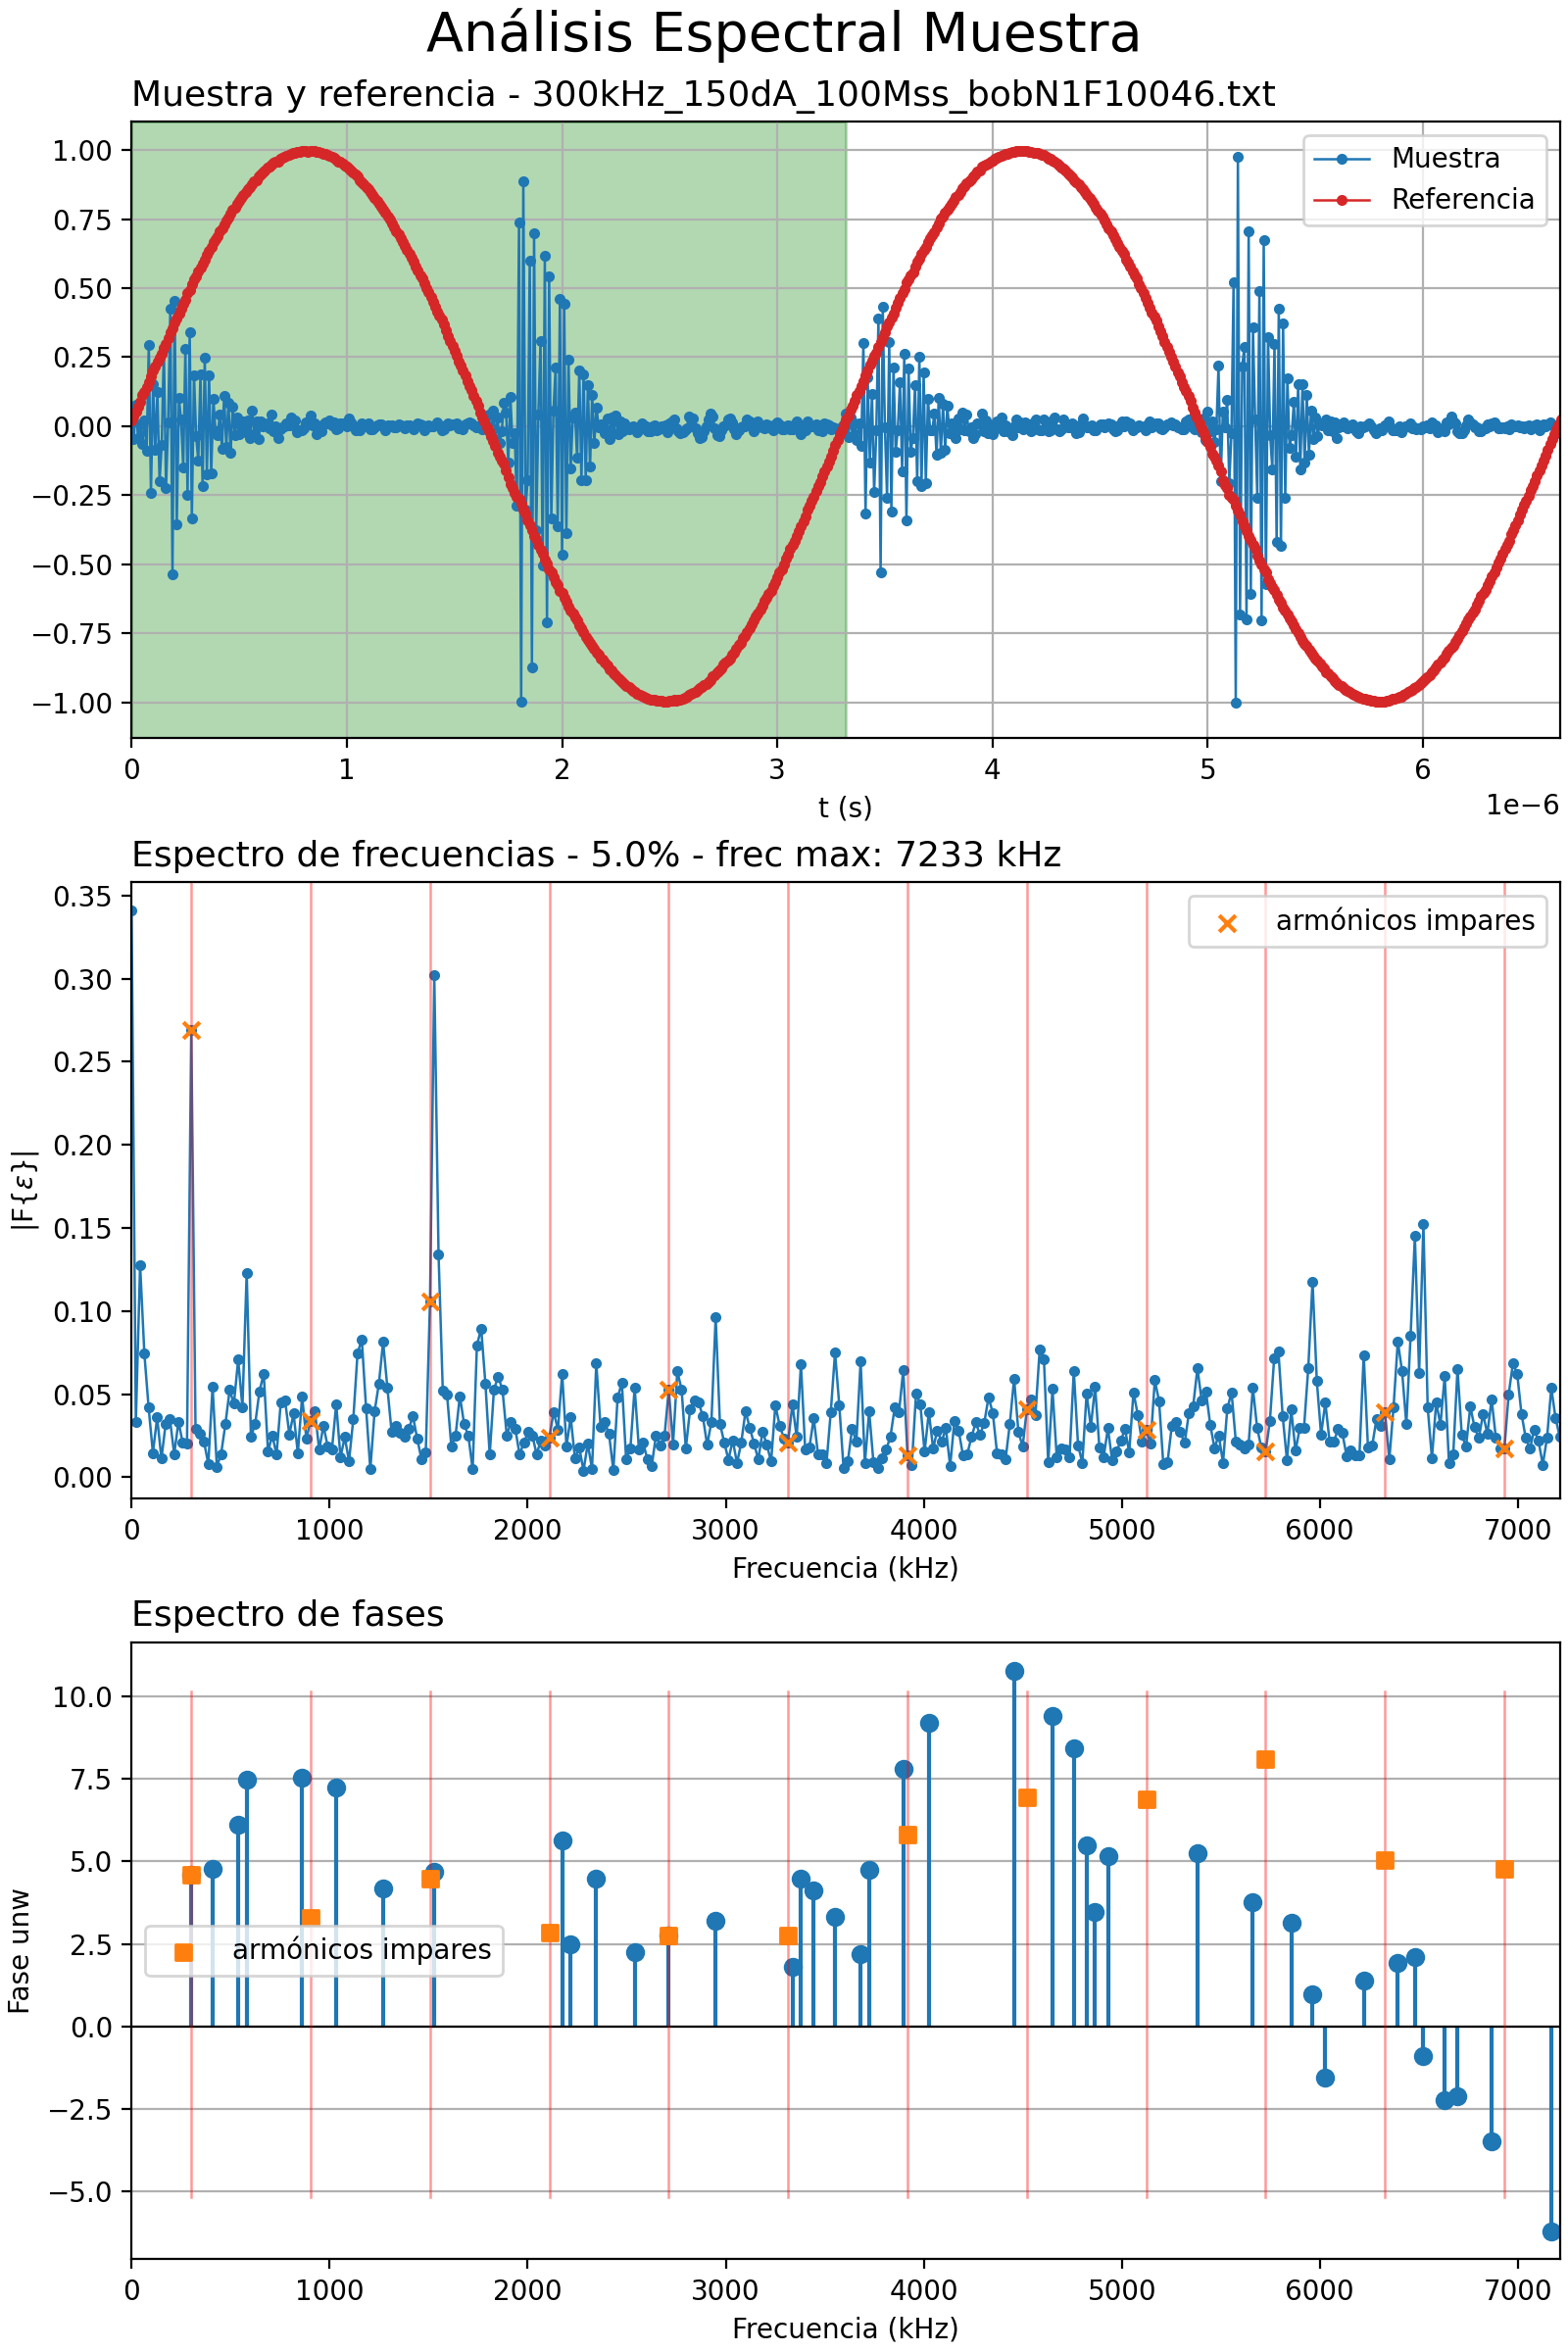 Análisis Espectral Muestra
Muestra y referencia - 300kHz_150dA_100Mss_bobN1F10046.txt
1.00
0.75
0.50
0.25
0.00
−0.25
−0.50
−0.75
−1.00
Muestra
Referencia
0 1 2 3 4 5 6
t (s)
1e−6
Espectro de frecuencias - 5.0% - frec max: 7233 kHz
0.35
0.30
0.25
0.20
0.15
0.10
0.05
0.00
|F{ε}|
armónicos impares
0 1000 2000 3000 4000 5000 6000 7000
Frecuencia (kHz)
Espectro de fases
10.0
7.5
5.0
2.5
0.0
−2.5
−5.0
Fase unw
armónicos impares
0 1000 2000 3000 4000 5000 6000 7000
Frecuencia (kHz)